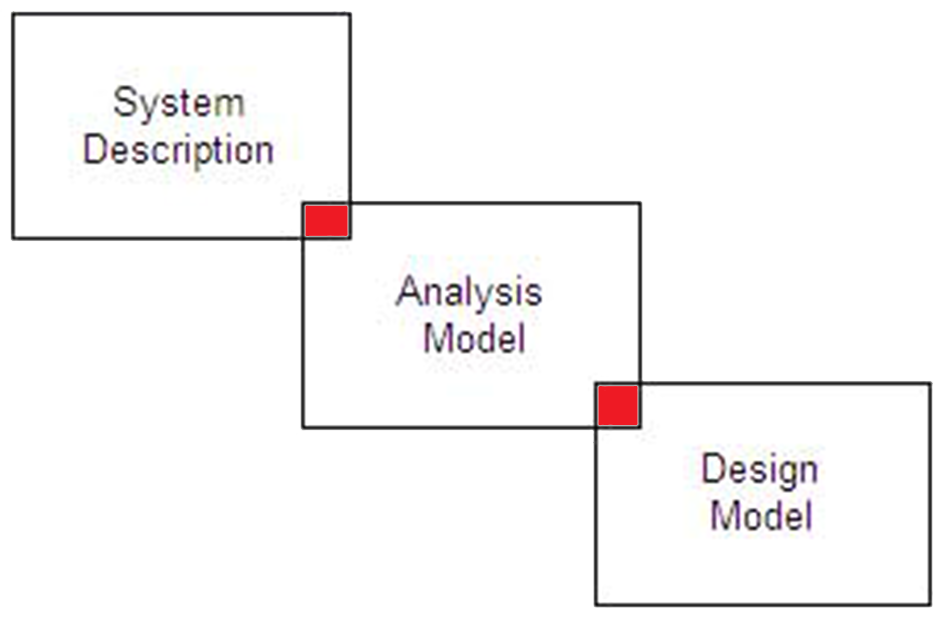 System
Description
Analysis
Model
Design
Model